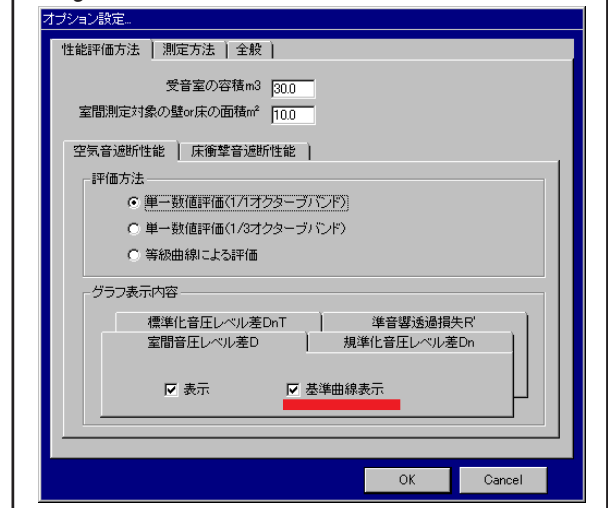 オプション設定...
性能評価方法 測定方法 全般
受音室の容積m3 30.0
室間測定対象の壁or床の面積m² 10.0
空気音遮断性能 床衝撃音遮断性能
評価方法
単一数値評価(1/1オクターブバンド)
単一数値評価(1/3オクターブバンド)
等級曲線による評価
グラフ表示内容
標準化音圧レベル差DnT 準音響透過損失R'
室間音圧レベル差D 規準化音圧レベル差Dn
表示 基準曲線表示
OK Cancel